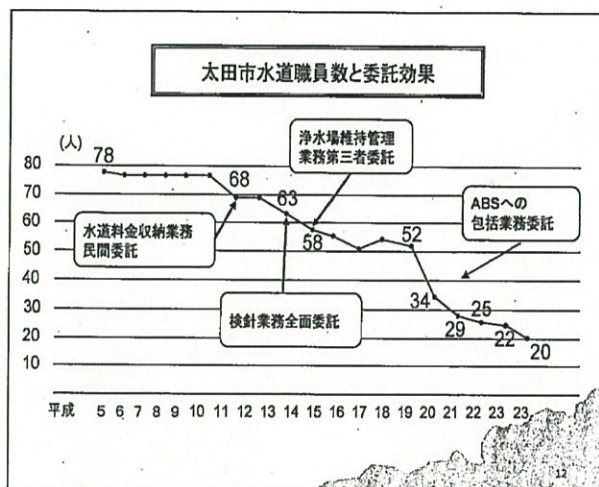 太田市水道職員数と委託効果
(人)
80
70
60
50
40
30
20
10
78
68
63
58
52
34
29
25
22
20
浄水場維持管理
業務第三者委託
ABSへの
包括業務委託
水道料金収納業務
民間委託
検針業務全面委託
平成 5 6 7 8 9 10 11 12 13 14 15 16 17 18 19 20 21 22 23 23
12